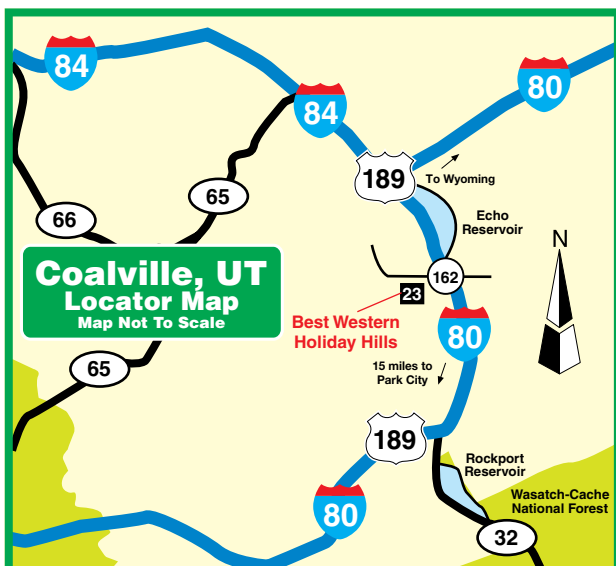 84
80
84
189
To Wyoming
65
66
Echo
Reservoir
N
Coalville, UT
Locator Map
Map Not To Scale
162
23
Best Western
Holiday Hills
80
15 miles to
Park City
65
189
Rockport
Reservoir
Wasatch-Cache
National Forest
80
32